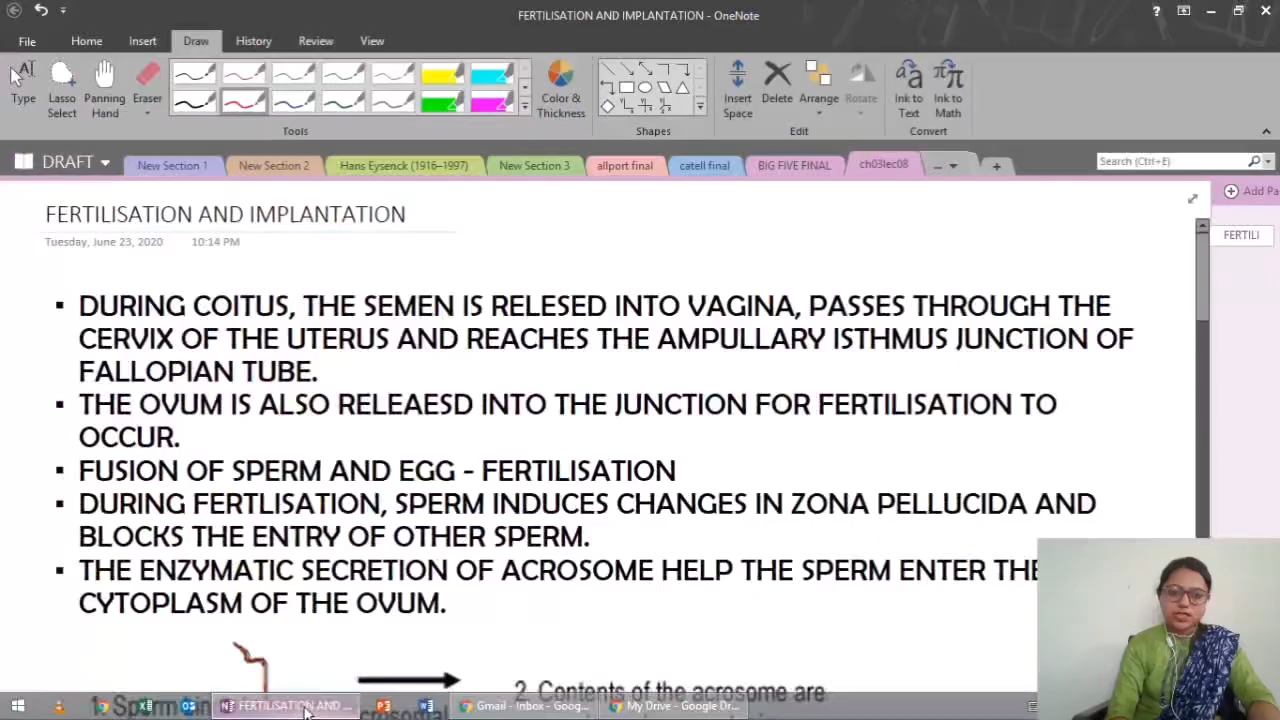 FERTILISATION AND IMPLANTATION - OneNote
File Home Insert Draw History Review View
Type Lasso Select Panning Hand Eraser Color & Thickness Insert Space Delete Arrange Rotate Ink to Text Ink to Math
Tools Shapes Edit Convert
DRAFT New Section 1 New Section 2 Hans Eysenck (1916–1997) New Section 3 allport final catell final BIG FIVE FINAL ch03lec08 Search (Ctrl+E)
FERTILISATION AND IMPLANTATION
Add Pa
Tuesday, June 23, 2020 10:14 PM
FERTILI
▪ DURING COITUS, THE SEMEN IS RELESED INTO VAGINA, PASSES THROUGH THE
CERVIX OF THE UTERUS AND REACHES THE AMPULLARY ISTHMUS JUNCTION OF
FALLOPIAN TUBE.
▪ THE OVUM IS ALSO RELEAESD INTO THE JUNCTION FOR FERTILISATION TO
OCCUR.
▪ FUSION OF SPERM AND EGG - FERTILISATION
▪ DURING FERTLISATION, SPERM INDUCES CHANGES IN ZONA PELLUCIDA AND
BLOCKS THE ENTRY OF OTHER SPERM.
▪ THE ENZYMATIC SECRETION OF ACROSOME HELP THE SPERM ENTER THE
CYTOPLASM OF THE OVUM.
2. Contents of the acrosome are
1. Sperm
FERTILISATION AND ... Gmail - Inbox - Goog... My Drive - Google Dr...